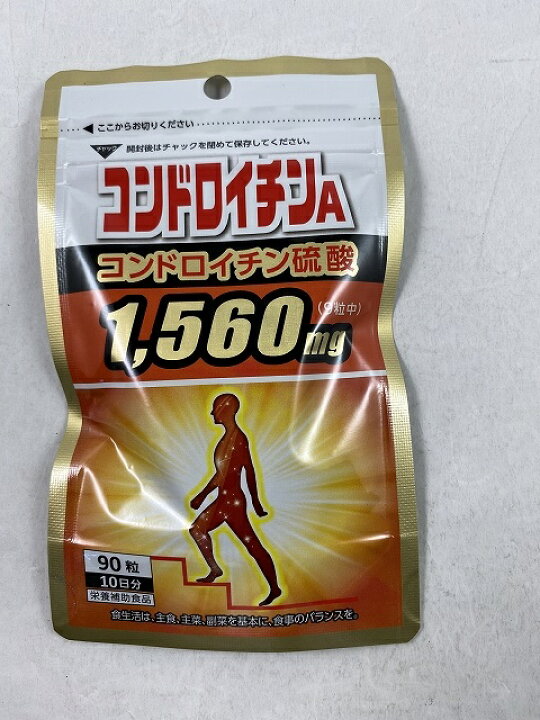 ◀ここからお切りください
チャック 開封後はチャックを閉めて保存してください。
コンドロイチンA
コンドロイチン硫酸
1,560mg (9粒中)
90粒
10日分
栄養補助食品
食生活は、主食、主菜、副菜を基本に、食事のバランスを。